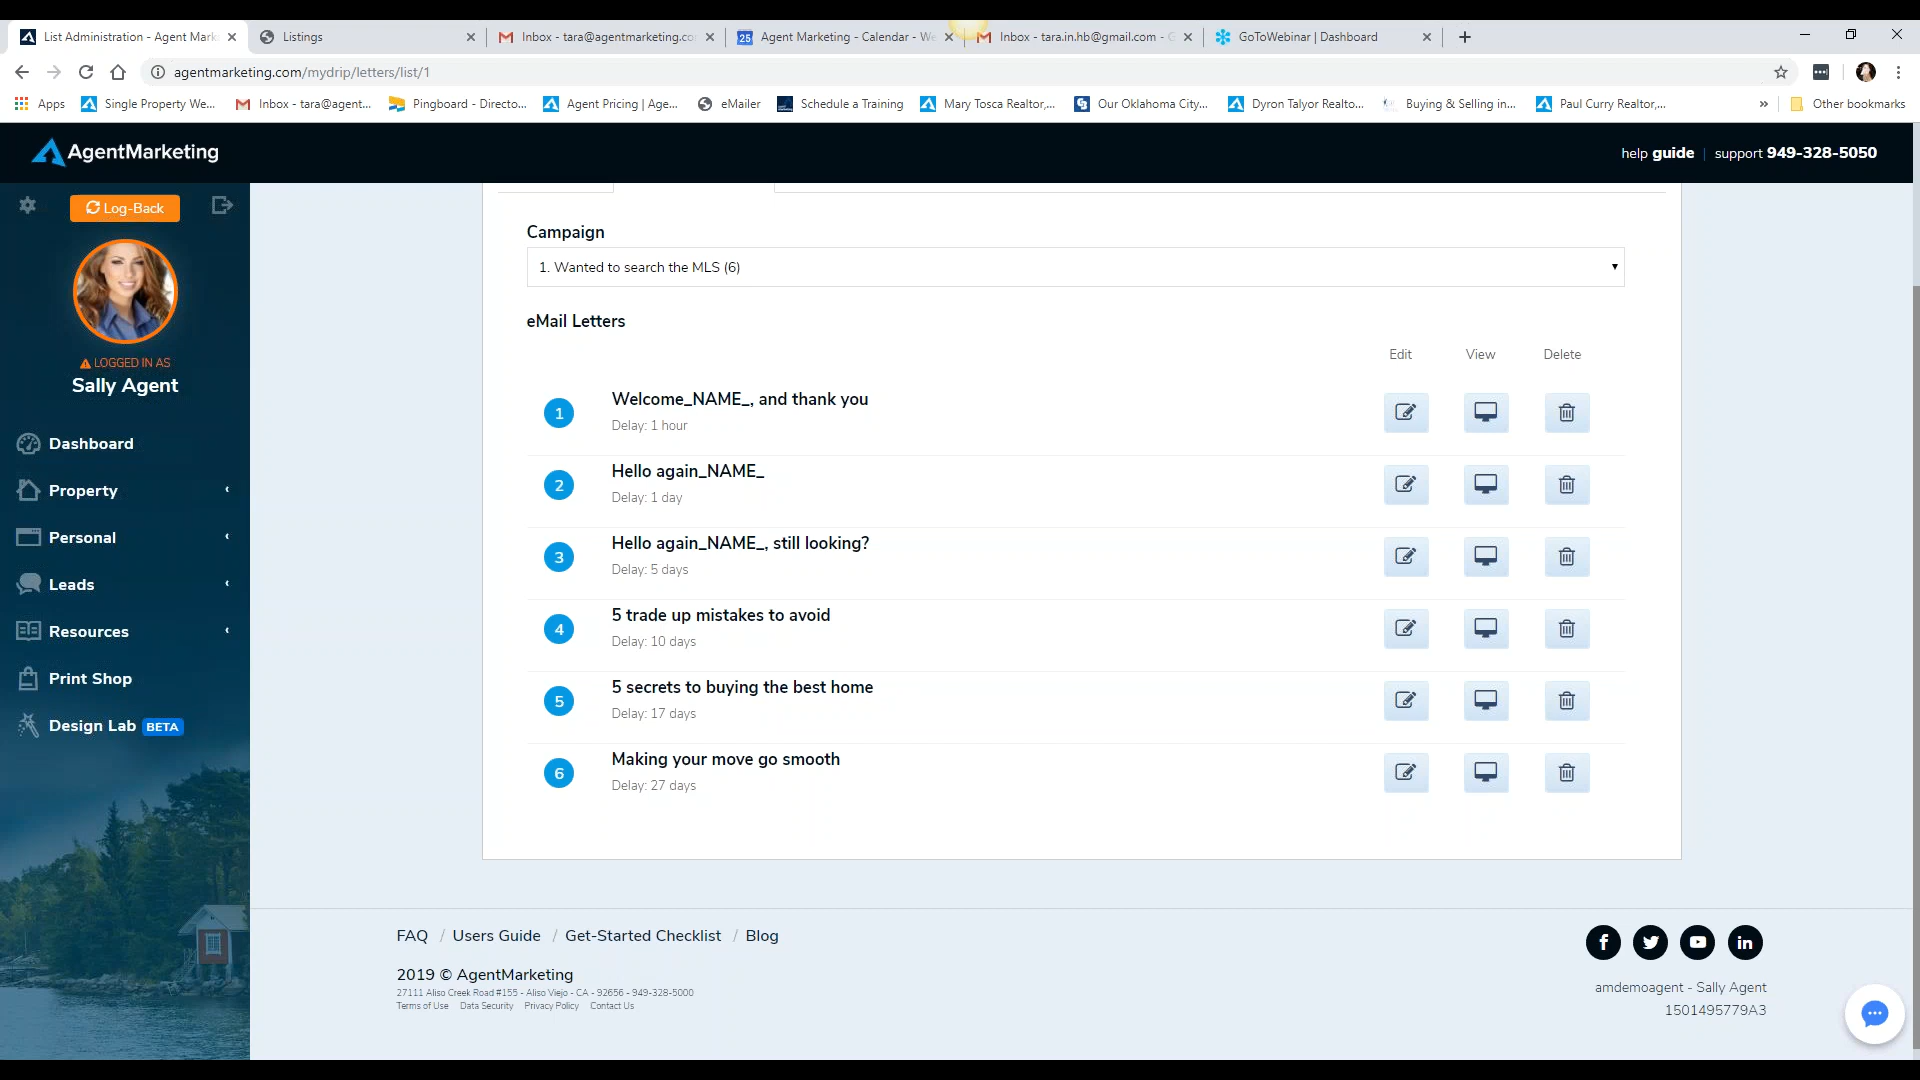 List Administration - Agent Mark
Listings
Inbox - tara@agentmarketing.co
25
Agent Marketing - Calendar - We
Inbox - tara.in.hb@gmail.com - G
GoToWebinar | Dashboard
agentmarketing.com/mydrip/letters/list/1
Apps
Single Property We...
Inbox - tara@agent...
Pingboard - Directo...
Agent Pricing | Age...
eMailer
Schedule a Training
Mary Tosca Realtor,...
Our Oklahoma City...
Dyron Talyor Realto...
Buying & Selling in...
Paul Curry Realtor,...
»
Other bookmarks
AgentMarketing
help guide | support 949-328-5050
Log-Back
LOGGED IN AS
Sally Agent
Dashboard
Property
Personal
Leads
Resources
Print Shop
Design Lab BETA
Campaign
1. Wanted to search the MLS (6)
eMail Letters
Edit View Delete
1 Welcome_NAME_, and thank you
Delay: 1 hour
2 Hello again_NAME_
Delay: 1 day
3 Hello again_NAME_, still looking?
Delay: 5 days
4 5 trade up mistakes to avoid
Delay: 10 days
5 5 secrets to buying the best home
Delay: 17 days
6 Making your move go smooth
Delay: 27 days
FAQ / Users Guide / Get-Started Checklist / Blog
2019 © AgentMarketing
27111 Aliso Creek Road #155 - Aliso Viejo - CA - 92656 - 949-328-5000
Terms of Use Data Security Privacy Policy Contact Us
amdemoagent - Sally Agent
1501495779A3